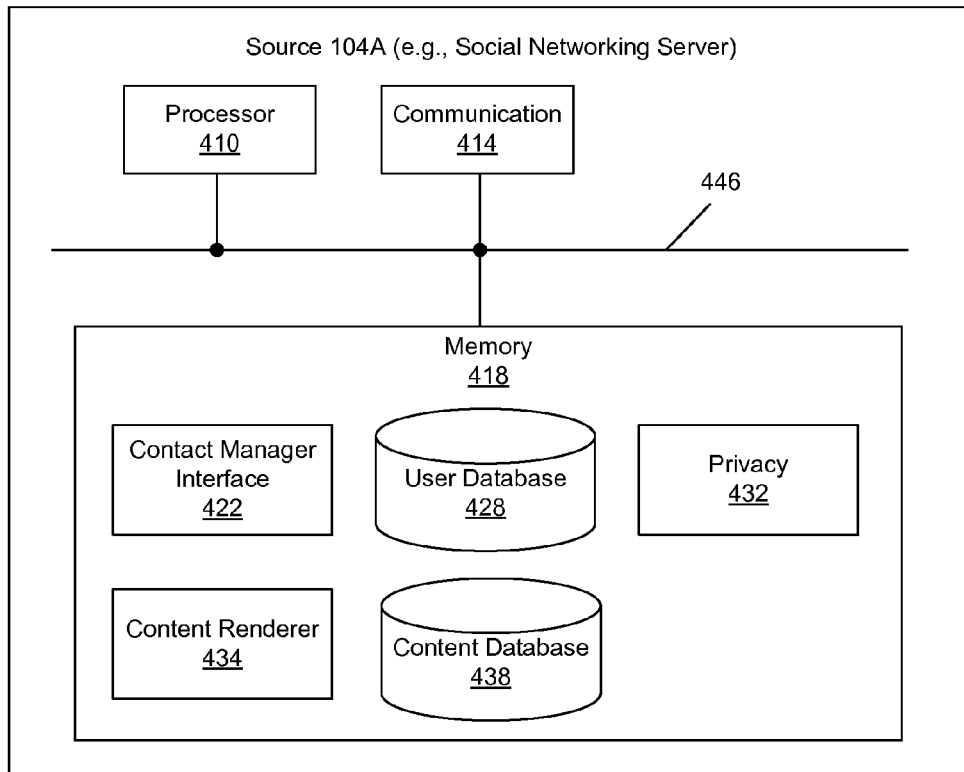 Source 104A (e.g., Social Networking Server)
Processor
410
Communication
414
446
Memory
418
Contact Manager
Interface
422
User Database
428
Privacy
432
Content Renderer
434
Content Database
438